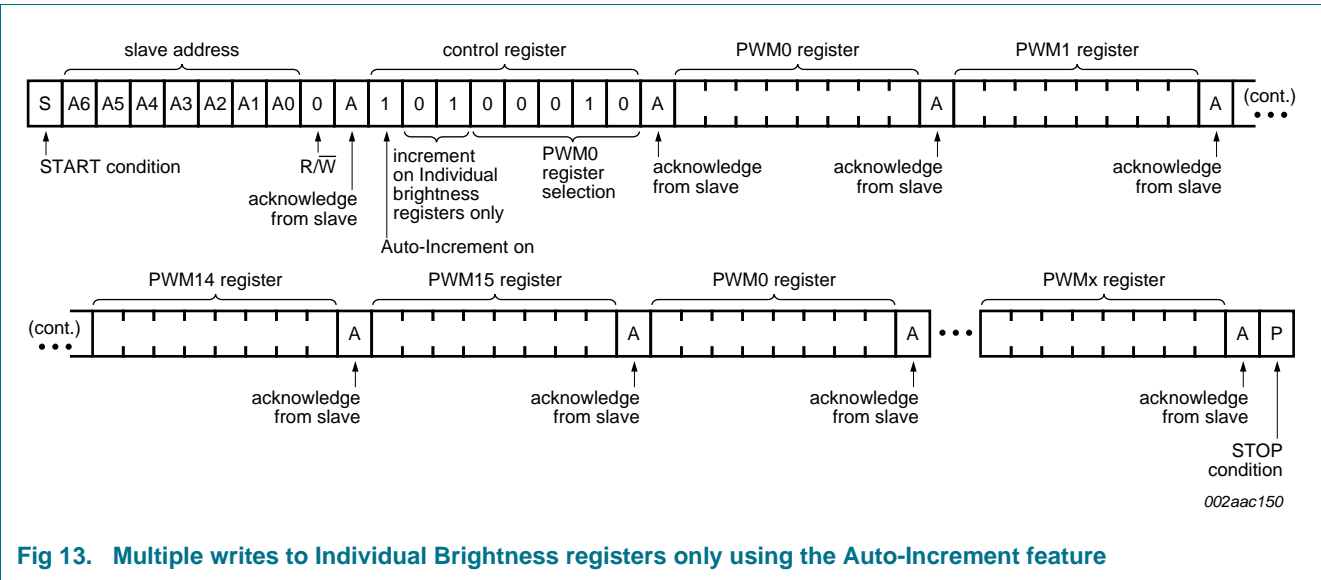 slave address control register PWM0 register PWM1 register
S A6 A5 A4 A3 A2 A1 A0 0 A 1 0 1 0 0 0 1 0 A A A (cont.)
START condition
R/W
acknowledge
from slave
Auto-Increment on
increment
on Individual
brightness
registers only
PWM0
register
selection
acknowledge
from slave
acknowledge
from slave
acknowledge
from slave
PWM14 register PWM15 register PWM0 register PWMx register
(cont.) A A A A P
acknowledge
from slave
acknowledge
from slave
acknowledge
from slave
acknowledge
from slave
STOP
condition
002aac150
Fig 13. Multiple writes to Individual Brightness registers only using the Auto-Increment feature